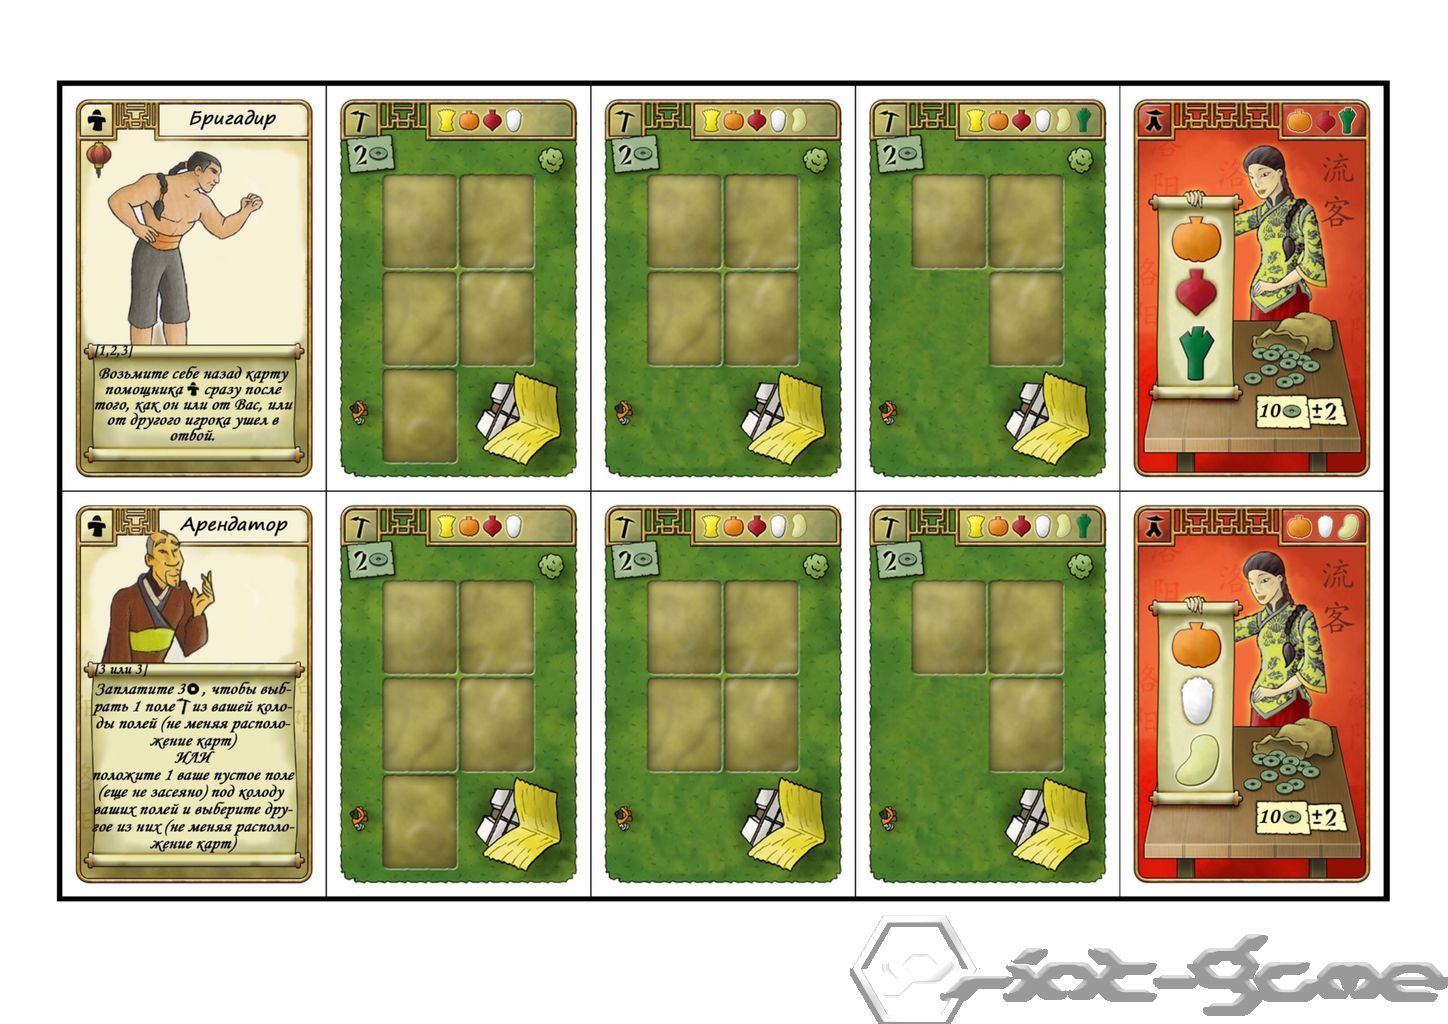 Бригадир
[1,2,3]
Возьмите себе назад карту
помощника сразу после
того, как он или от Вас, или
от другого игрока ушел в
отбой.
2
2
2
流
客
10 ±2
Арендатор
[3 или 3]
Заплатите 3 , чтобы выб-
рать 1 поле из вашей коло-
ды полей (не меняя располо-
жение карт)
ИЛИ
положите 1 ваше пустое поле
(еще не засеяно) под колоду
ваших полей и выберите дру-
гое из них (не меняя располо-
жение карт)
2
2
2
流
客
10 ±2